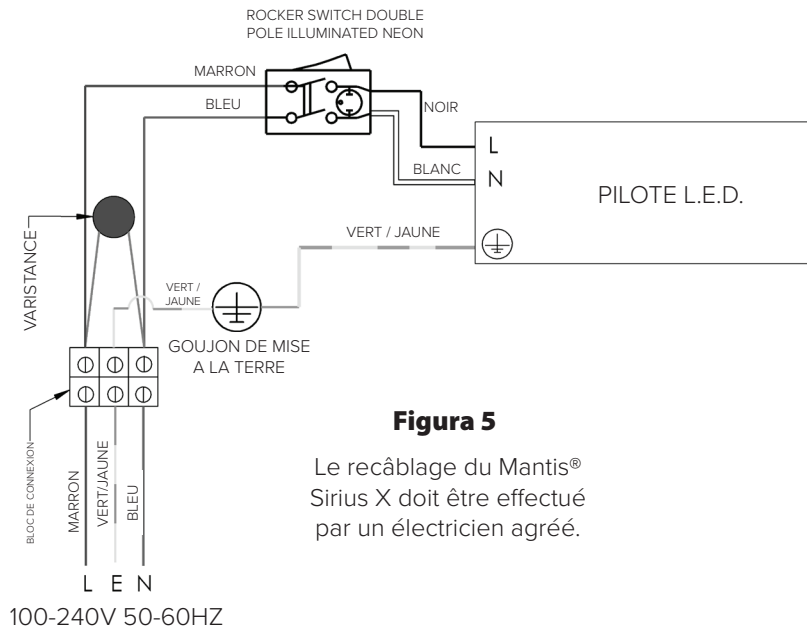 ROCKER SWITCH DOUBLE
POLE ILLUMINATED NEON
MARRON
BLEU
NOIR
BLANC
L
N
PILOTE L.E.D.
VERT / JAUNE
VARISTANCE
VERT /
JAUNE
GOUJON DE MISE
A LA TERRE
BLOC DE CONNEXION
MARRON
VERT/JAUNE
BLEU
L E N
100-240V 50-60HZ
Figura 5
Le recâblage du Mantis®
Sirius X doit être effectué
par un électricien agréé.